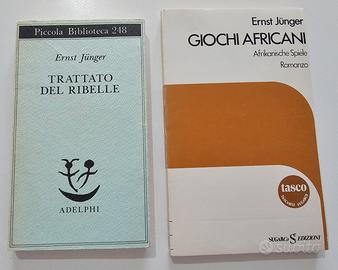 Piccola Biblioteca 248
Ernst Jünger
TRATTATO
DEL RIBELLE
ADELPHI
Ernst Jünger
GIOCHI AFRICANI
Afrikanische Spiele
Romanzo
tasco
SUGARCO S EDIZIONI
subito